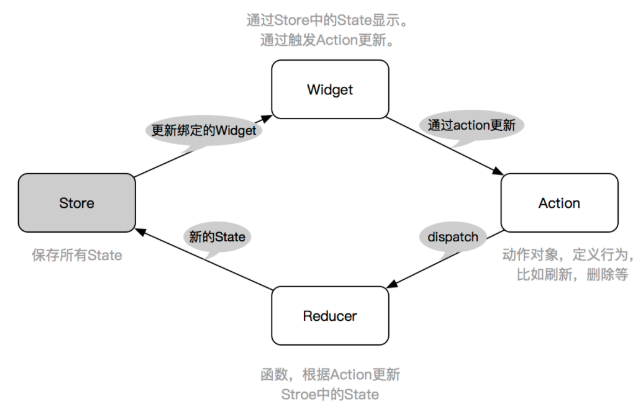 通过Store中的State显示。
通过触发Action更新。
Widget
更新绑定的Widget
通过action更新
Store
Action
保存所有State
新的State
dispatch
动作对象，定义行为，
比如刷新，删除等
Reducer
函数，根据Action更新
Stroe中的State